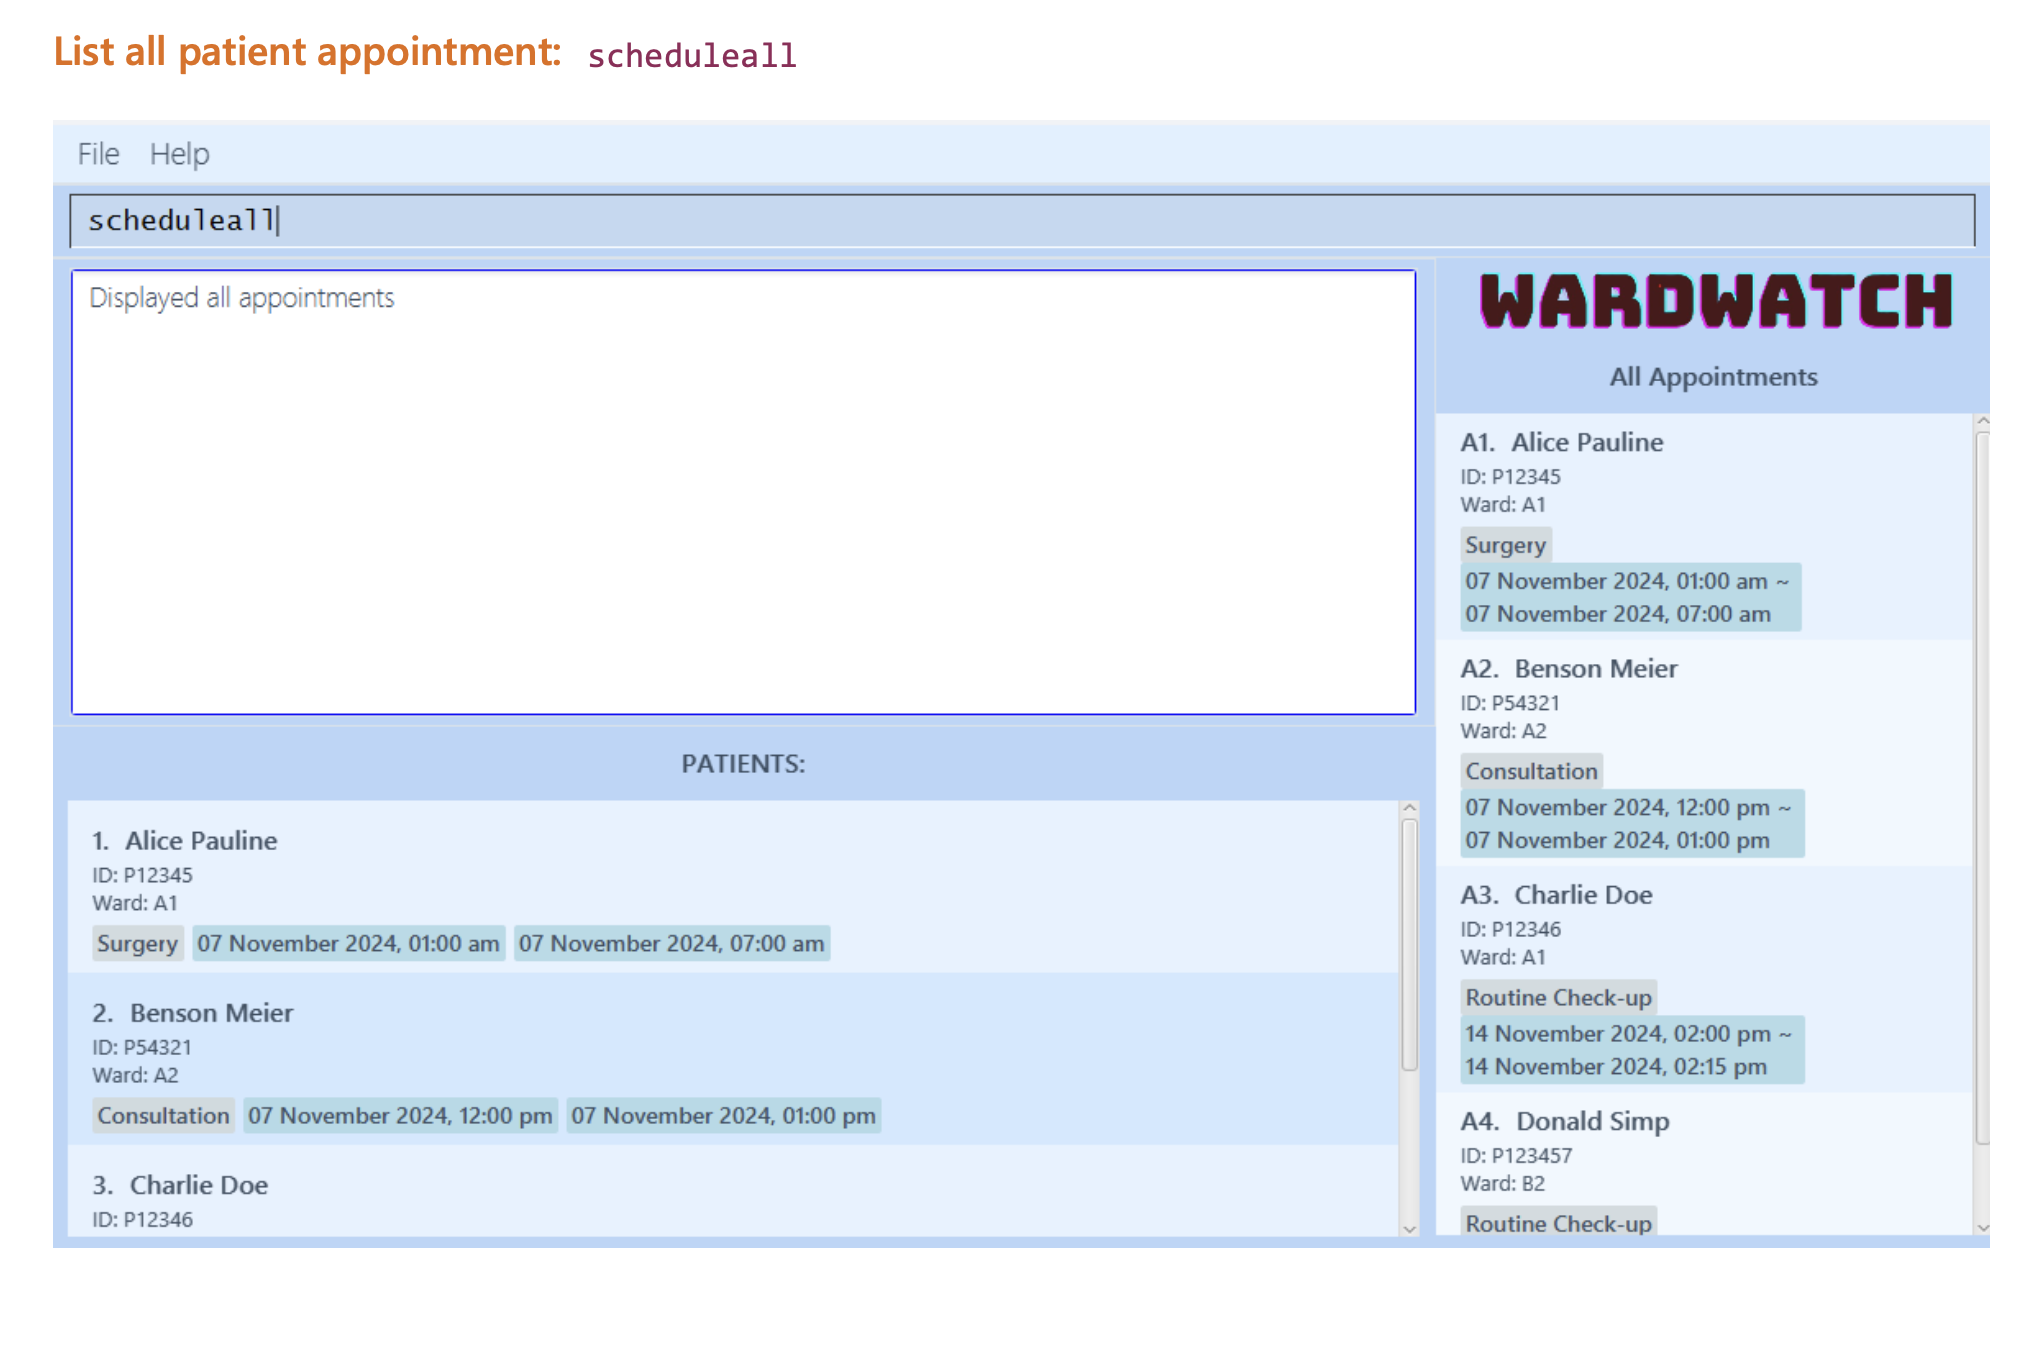 List all patient appointment: scheduleall
File Help
scheduleall
Displayed all appointments
PATIENTS:
1. Alice Pauline
ID: P12345
Ward: A1
Surgery 07 November 2024, 01:00 am 07 November 2024, 07:00 am
2. Benson Meier
ID: P54321
Ward: A2
Consultation 07 November 2024, 12:00 pm 07 November 2024, 01:00 pm
3. Charlie Doe
ID: P12346
WARDWATCH
All Appointments
A1. Alice Pauline
ID: P12345
Ward: A1
Surgery
07 November 2024, 01:00 am ~
07 November 2024, 07:00 am
A2. Benson Meier
ID: P54321
Ward: A2
Consultation
07 November 2024, 12:00 pm ~
07 November 2024, 01:00 pm
A3. Charlie Doe
ID: P12346
Ward: A1
Routine Check-up
14 November 2024, 02:00 pm ~
14 November 2024, 02:15 pm
A4. Donald Simp
ID: P123457
Ward: B2
Routine Check-up